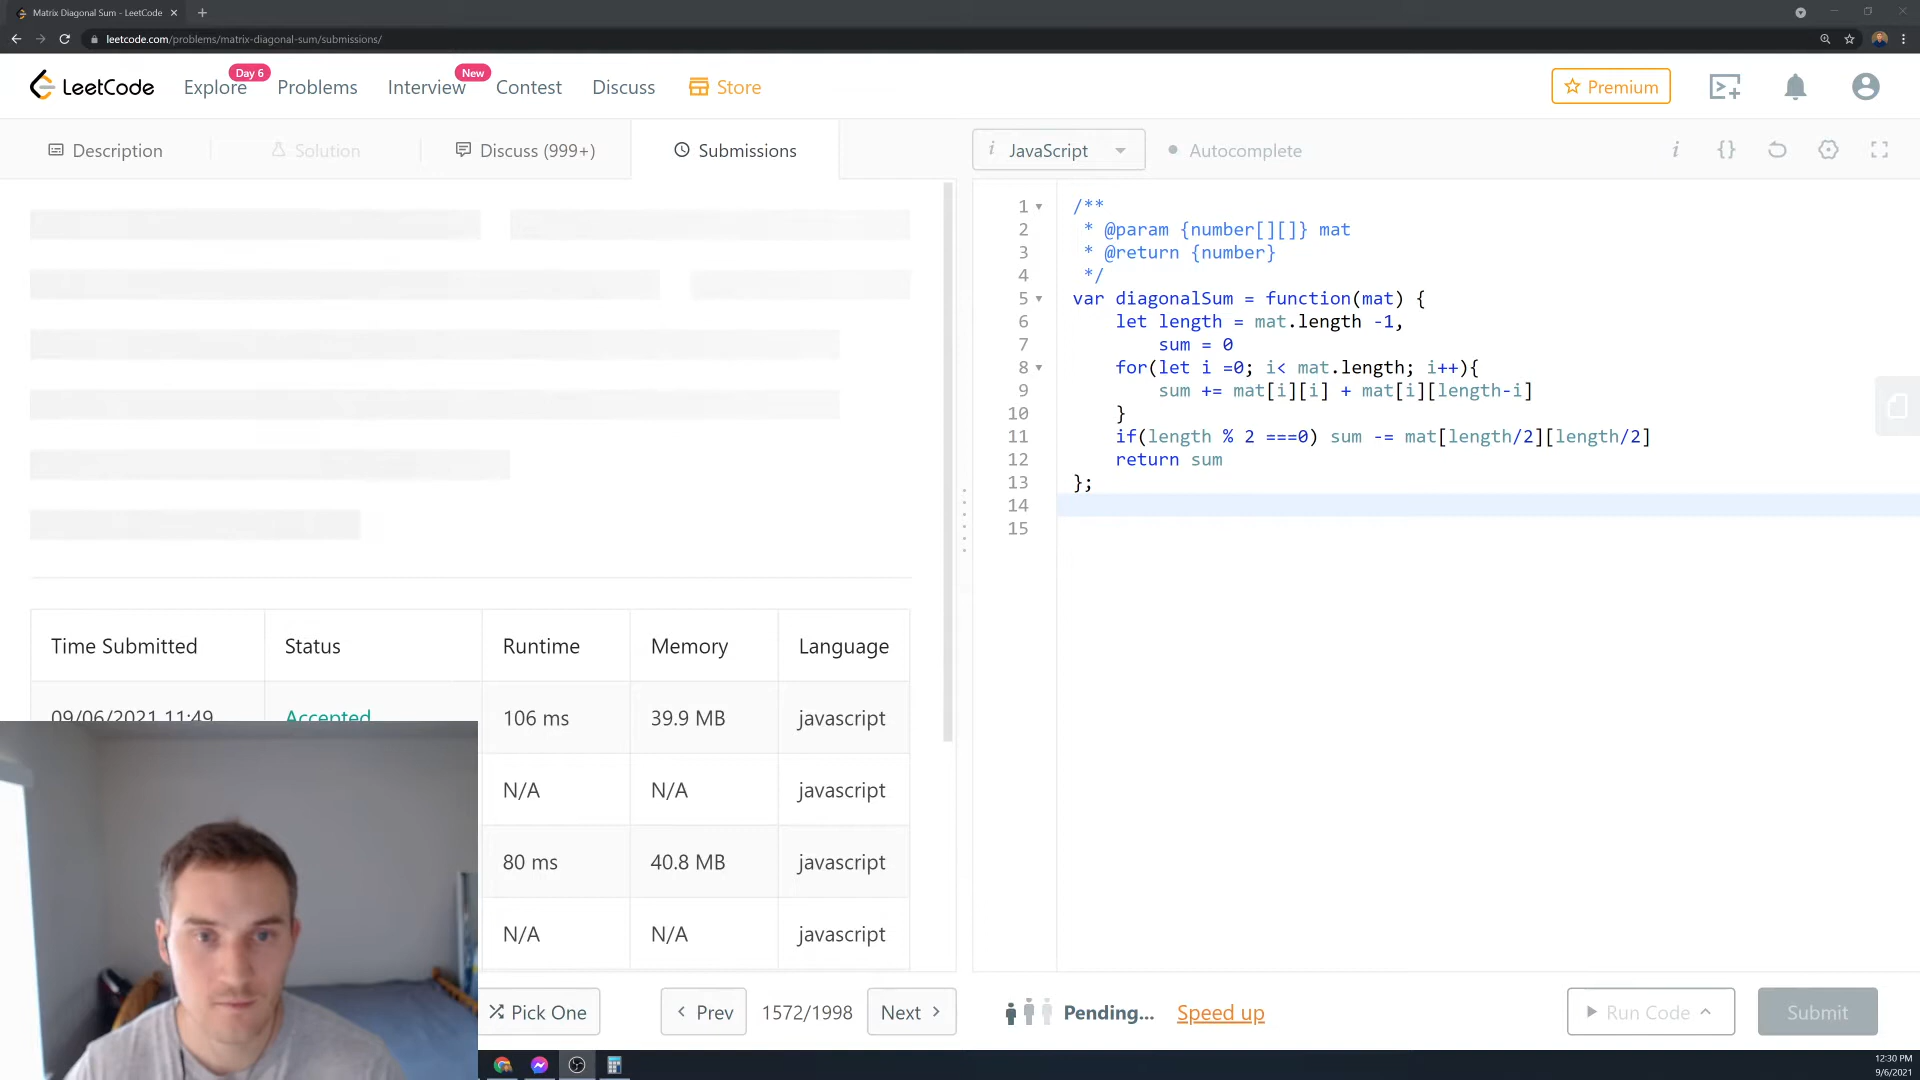 Matrix Diagonal Sum - LeetCode
leetcode.com/problems/matrix-diagonal-sum/submissions/
LeetCode Explore Day 6 Problems Interview New Contest Discuss Store Premium
Description Solution Discuss (999+) Submissions
i JavaScript Autocomplete i {}
1 /**
2 * @param {number[][]} mat
3 * @return {number}
4 */
5 var diagonalSum = function(mat) {
6 let length = mat.length -1,
7 sum = 0
8 for(let i =0; i< mat.length; i++){
9 sum += mat[i][i] + mat[i][length-i]
10 }
11 if(length % 2 ===0) sum -= mat[length/2][length/2]
12 return sum
13 };
14
15
Time Submitted Status Runtime Memory Language
09/06/2021 11:49 Accepted 106 ms 39.9 MB javascript
N/A N/A javascript
80 ms 40.8 MB javascript
N/A N/A javascript
Pick One Prev 1572/1998 Next Pending... Speed up Run Code Submit
12:30 PM
9/6/2021